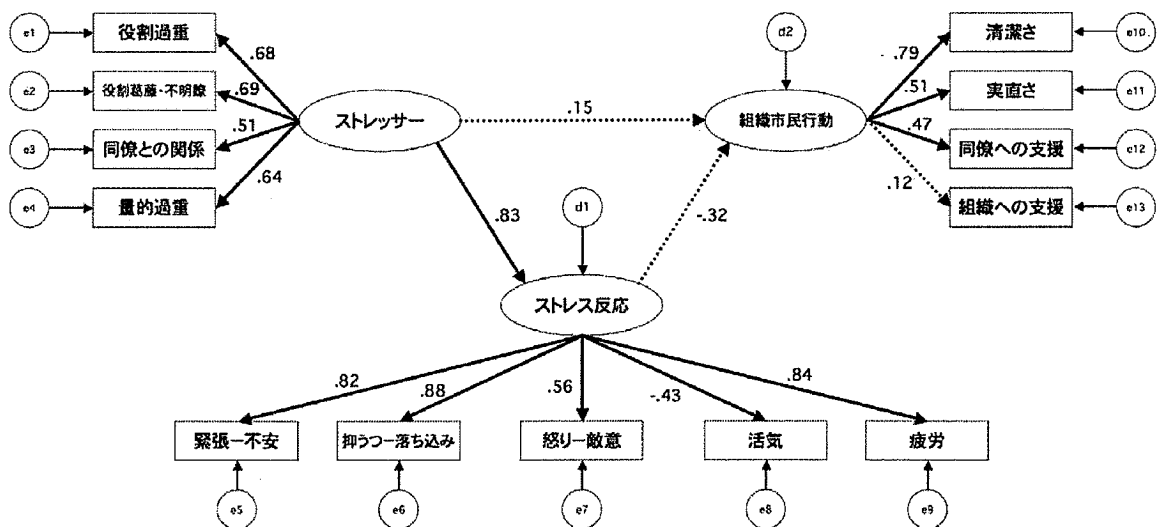 e1
役割過重
.68
e2
役割葛藤・不明瞭
.69
e3
同僚との関係
.51
e4
量的過重
.64
ストレッサー
.15
d2
組織市民行動
-.79
清潔さ
e10
.51
実直さ
e11
.47
同僚への支援
e12
.12
組織への支援
e13
.83
d1
-.32
ストレス反応
.82
.88
.56
-.43
.84
緊張ー不安
抑うつー落ち込み
怒りー敵意
活気
疲労
e5
e6
e7
e8
e9